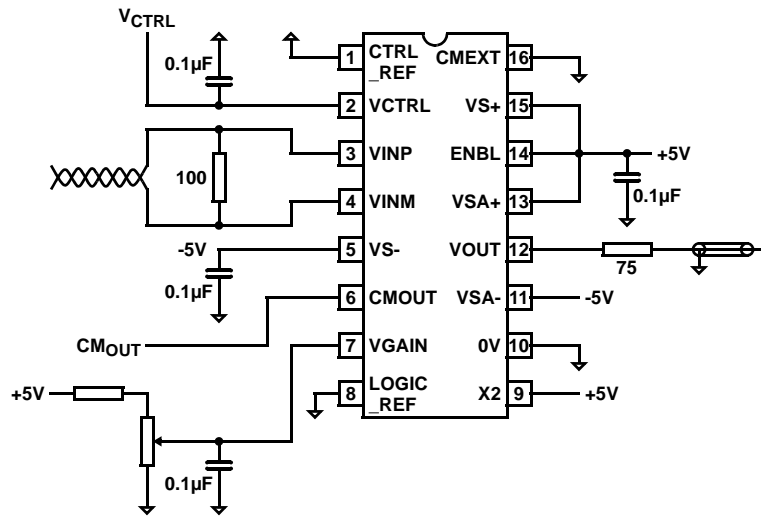 VCTRL
0.1µF
1 CTRL_REF
CMEXT 16
2 VCTRL
VS+ 15
3 VINP
ENBL 14
+5V
100
0.1µF
4 VINM
VSA+ 13
-5V
5 VS-
VOUT 12
75
0.1µF
6 CMOUT
VSA- 11
-5V
CMOUT
7 VGAIN
0V 10
+5V
8 LOGIC_REF
X2 9
+5V
0.1µF